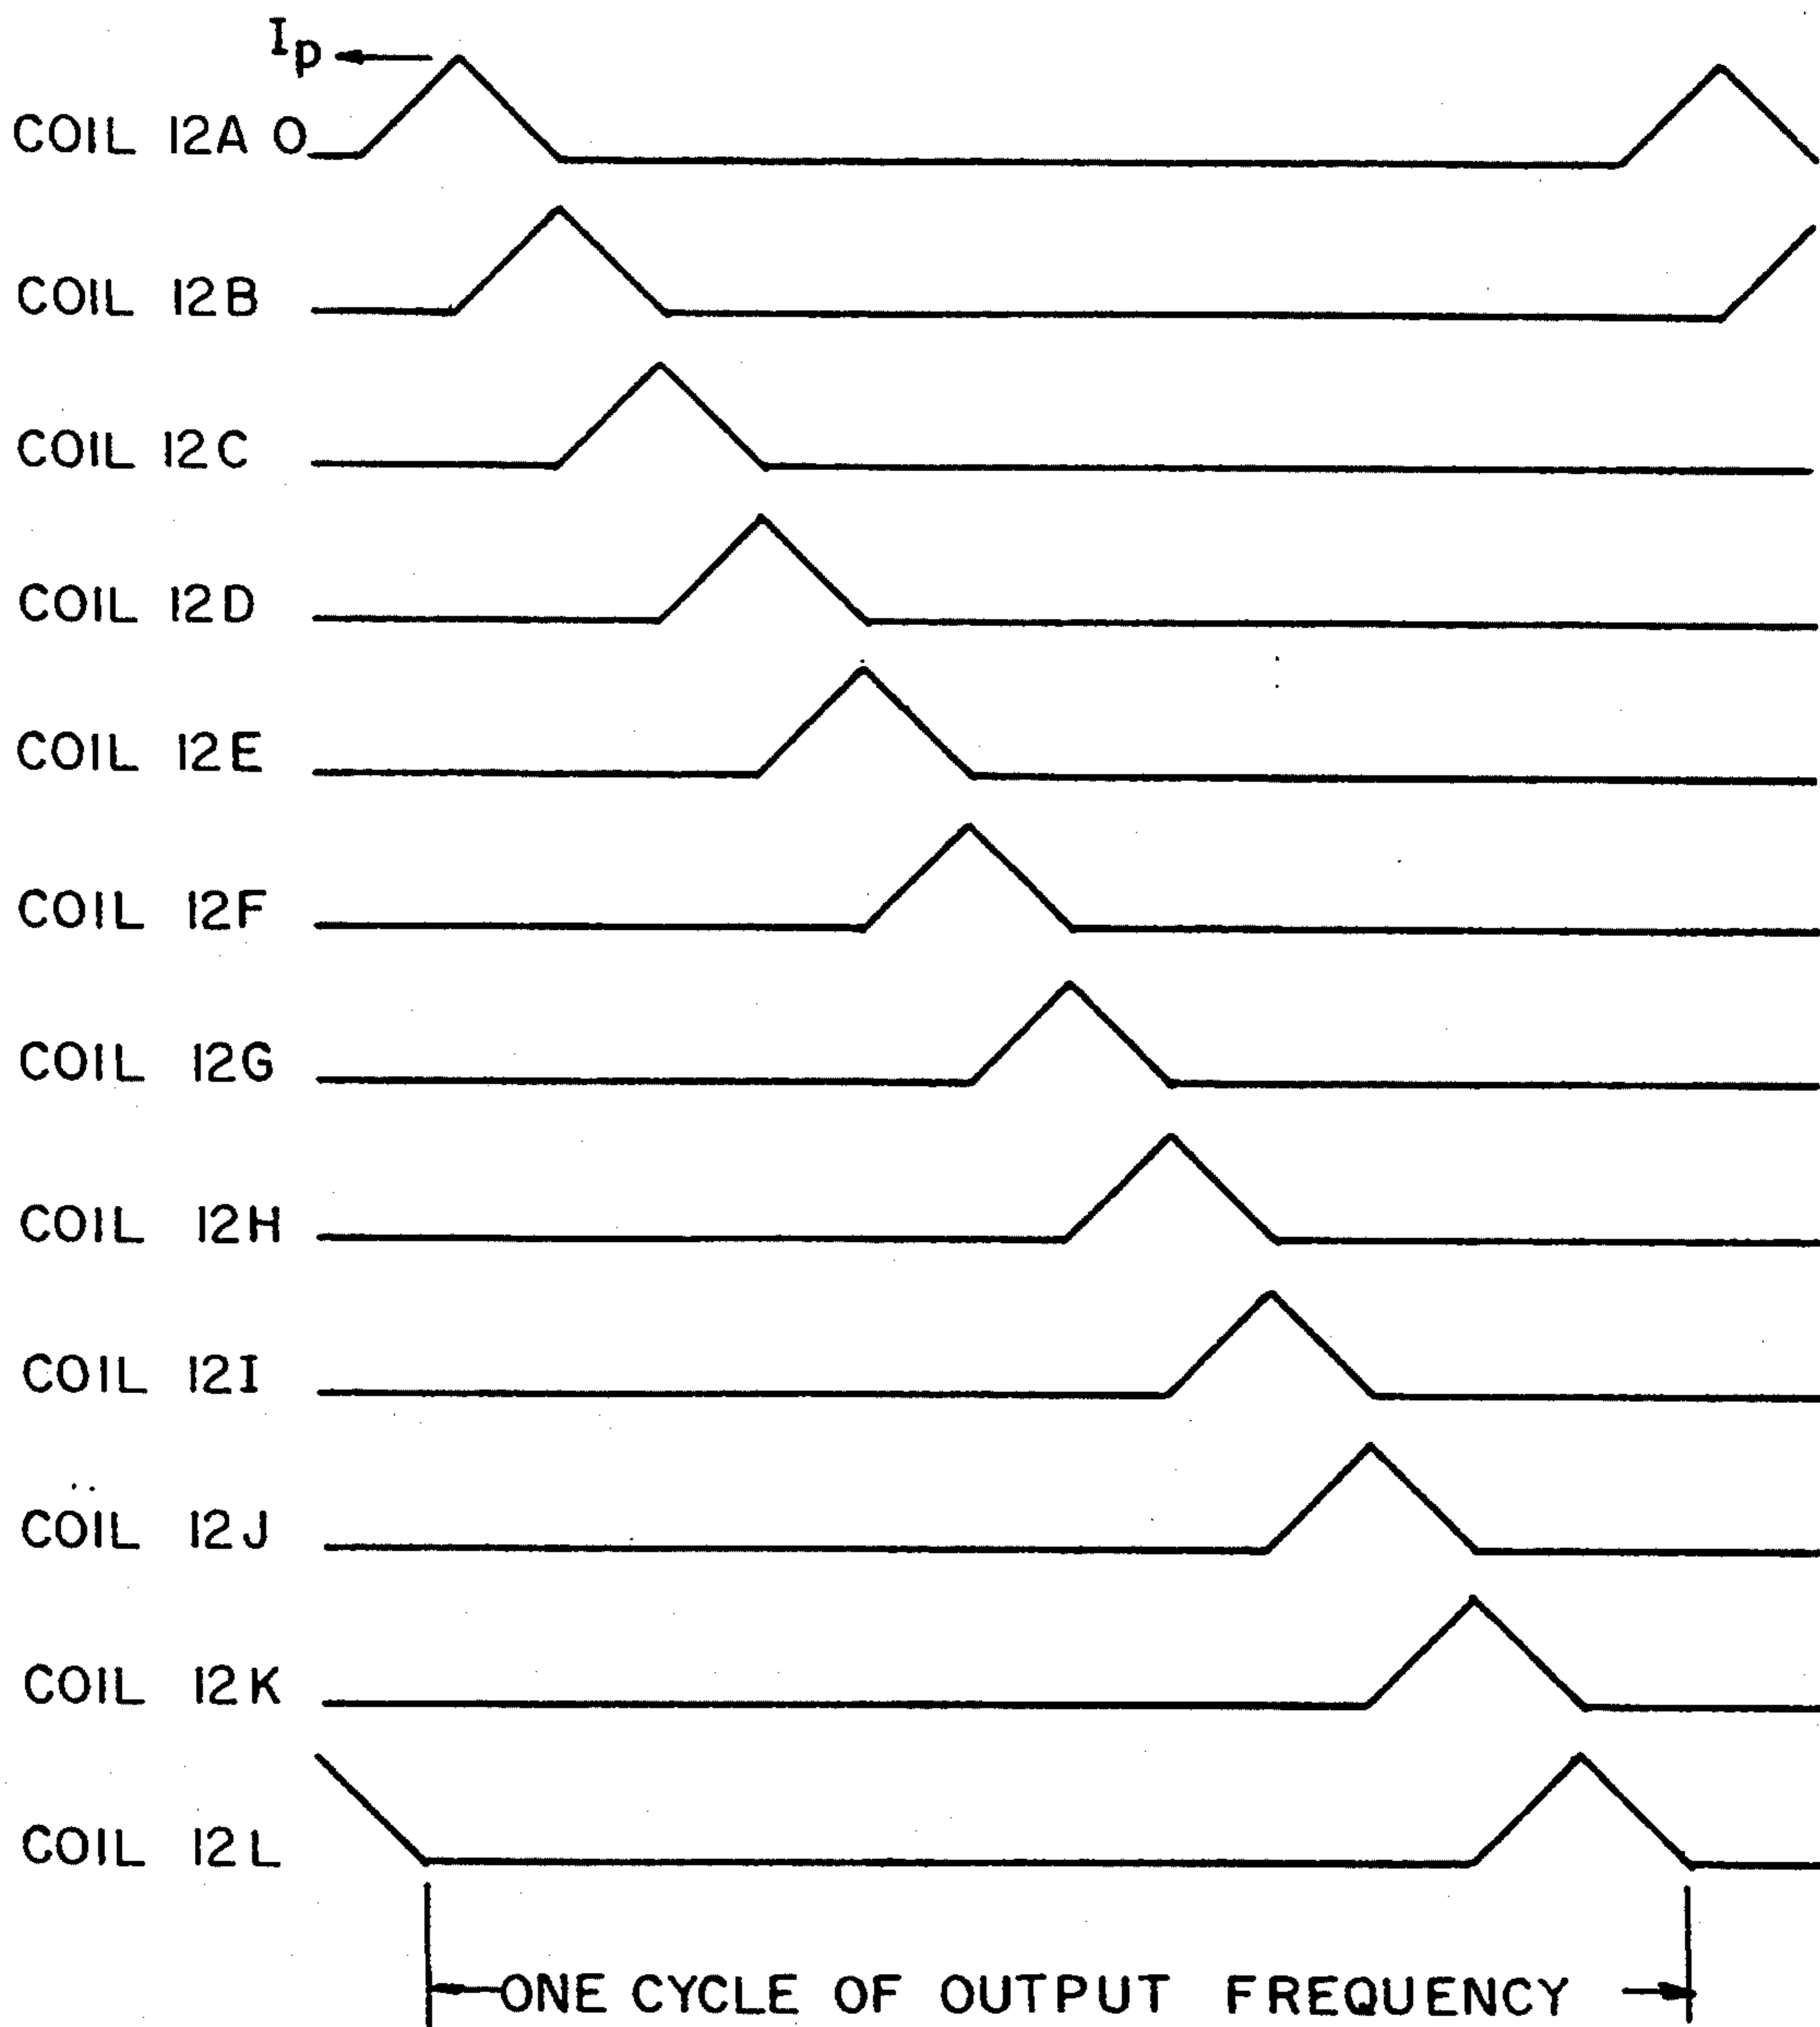 Ip
COIL 12A 0
COIL 12B
COIL 12C
COIL 12D
COIL 12E
COIL 12F
COIL 12G
COIL 12H
COIL 12I
COIL 12J
COIL 12K
COIL 12L
ONE CYCLE OF OUTPUT FREQUENCY